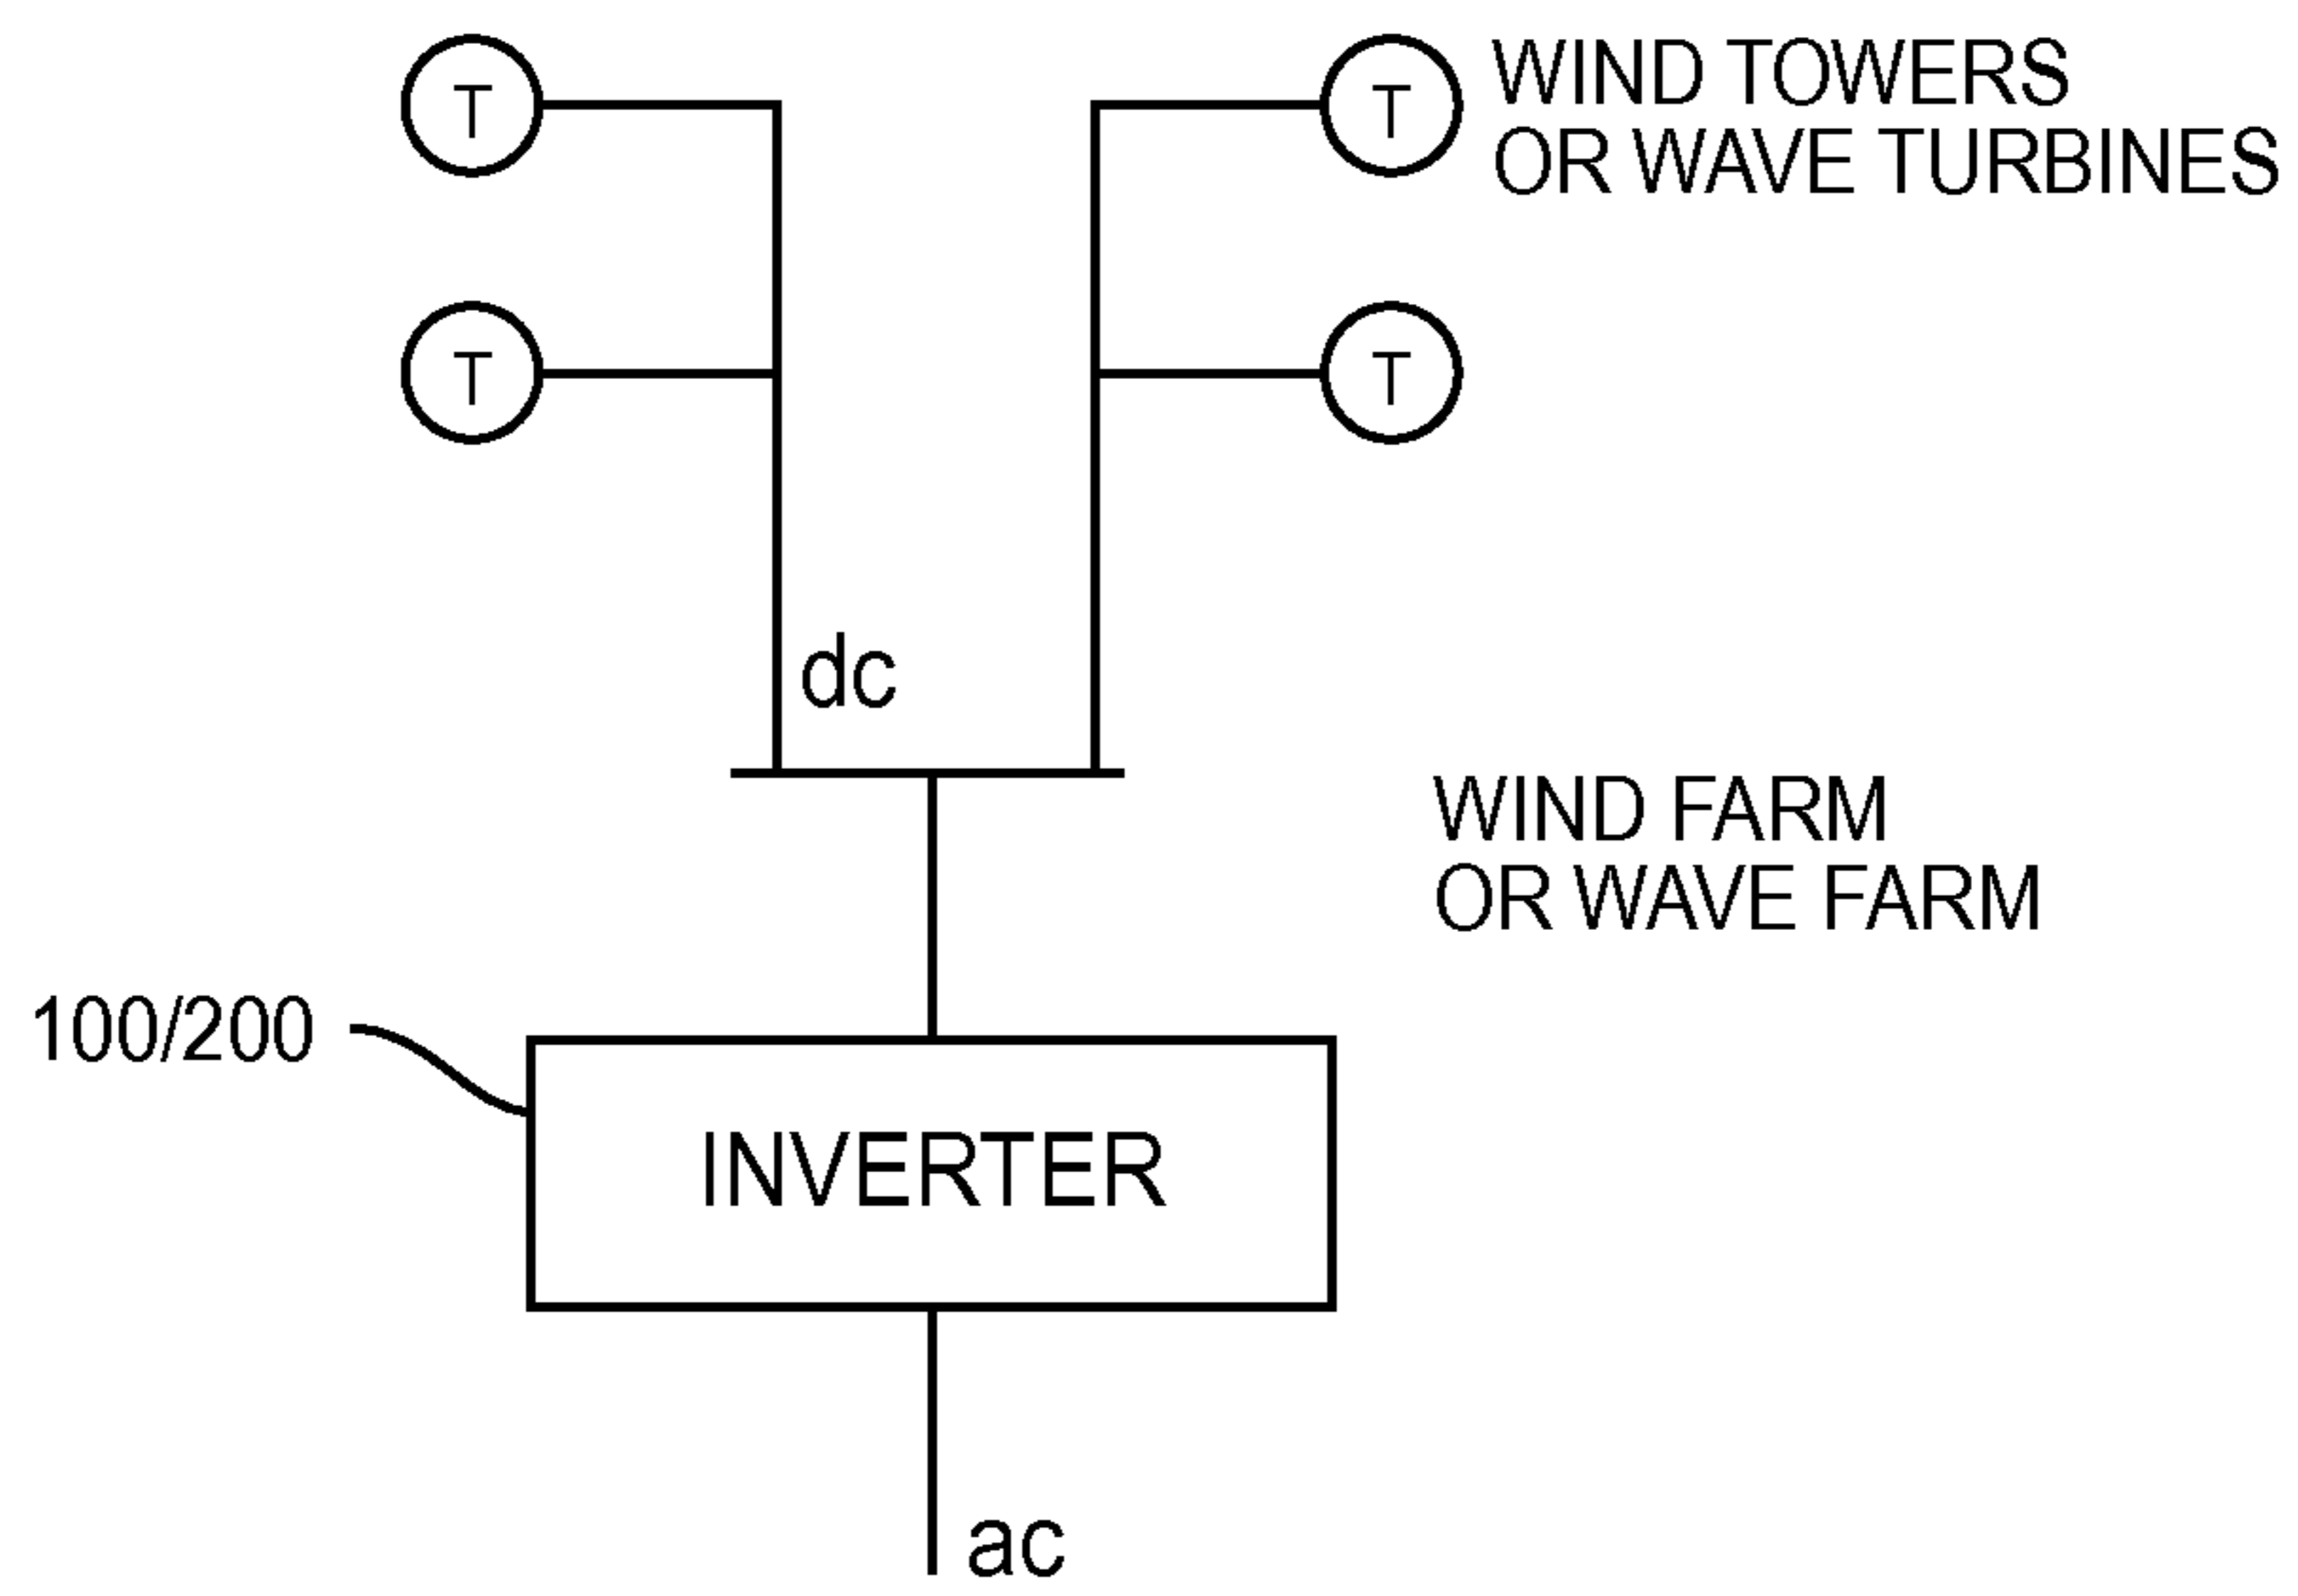 T
T
WIND TOWERS
OR WAVE TURBINES
T
T
dc
WIND FARM
OR WAVE FARM
100/200
INVERTER
ac